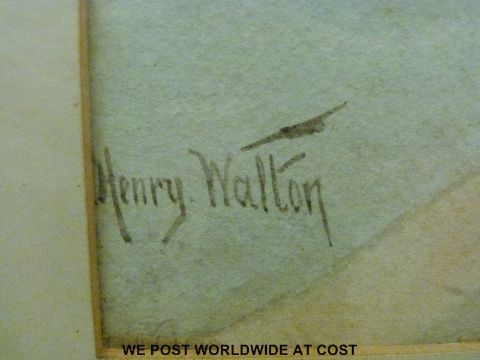 Henry. Walton
WE POST WORLDWIDE AT COST